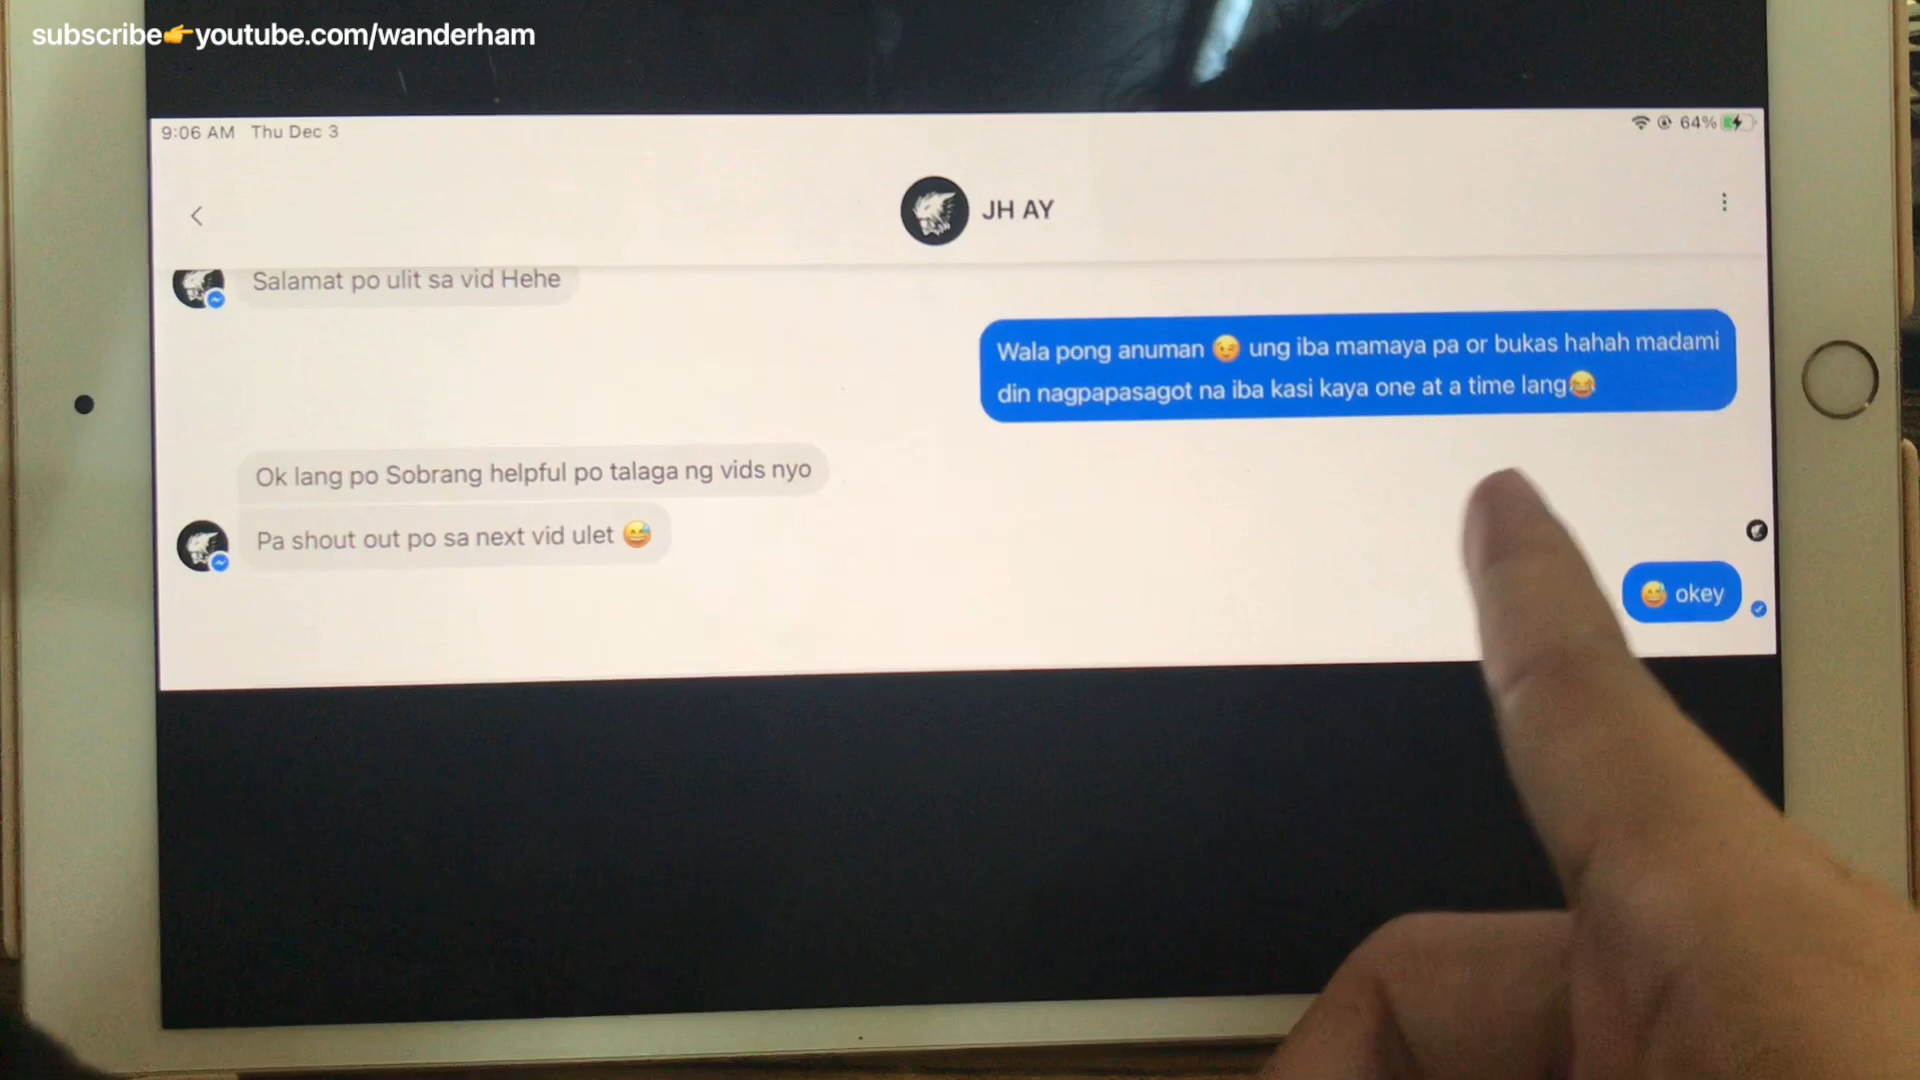 subscribe👉youtube.com/wanderham
9:06 AM Thu Dec 3
64%
JH AY
Salamat po ulit sa vid Hehe
Wala pong anuman 😉 ung iba mamaya pa or bukas hahah madami
din nagpapasagot na iba kasi kaya one at a time lang😂
Ok lang po Sobrang helpful po talaga ng vids nyo
Pa shout out po sa next vid ulet 😅
😅 okey